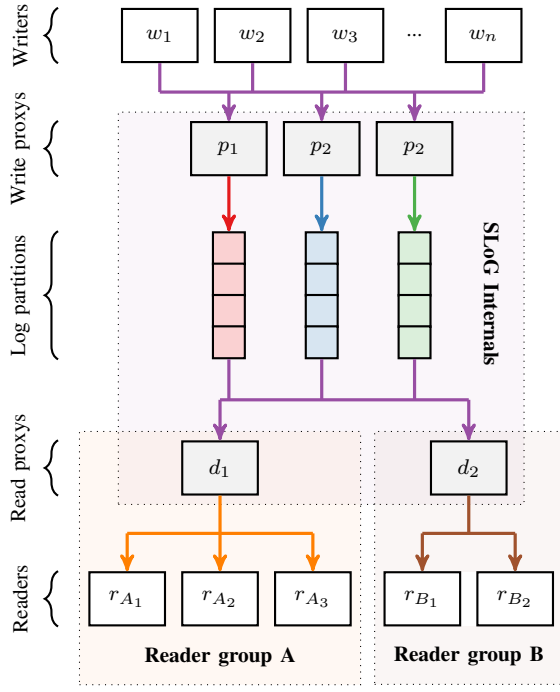 Writers
w1 w2 w3 ... wn
Write proxys
p1 p2 p2
SLoG Internals
Log partitions
Read proxys
d1 d2
Readers
rA1 rA2 rA3 rB1 rB2
Reader group A Reader group B